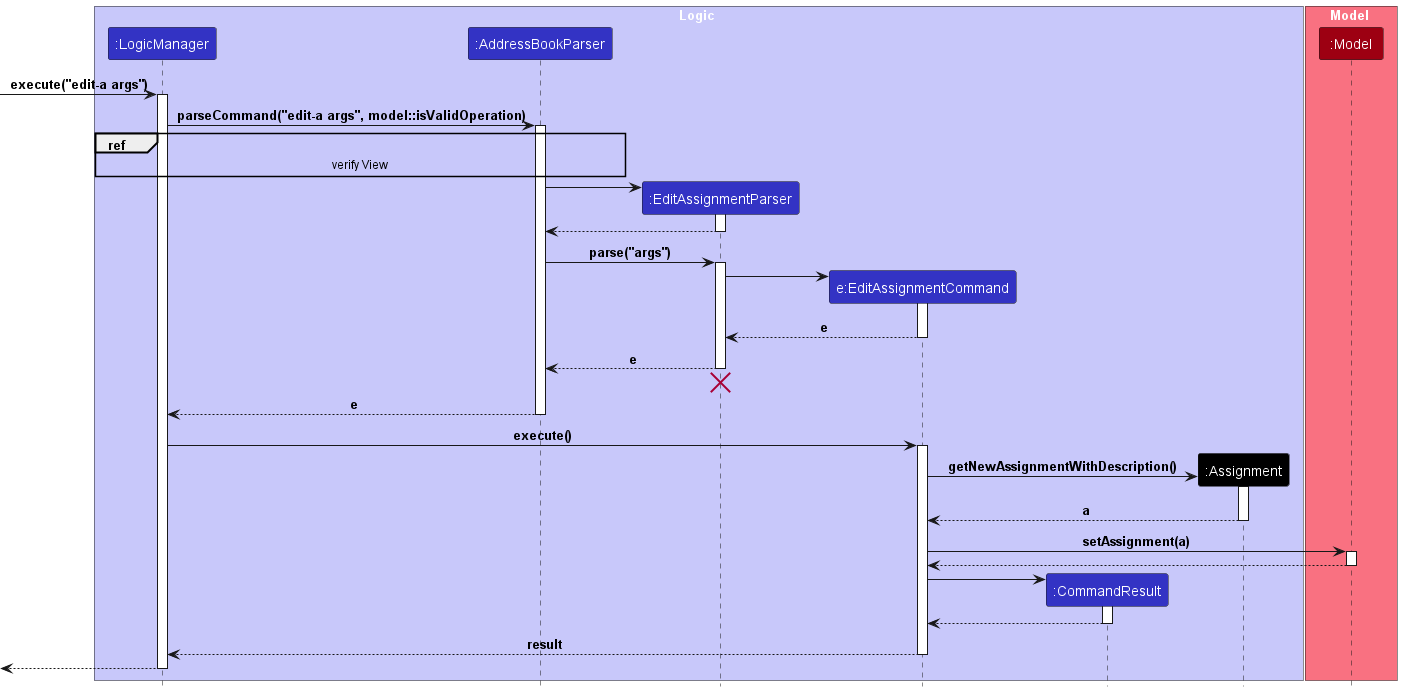 Logic
Model
:LogicManager
:AddressBookParser
:Model
execute("edit-a args")
parseCommand("edit-a args", model::isValidOperation)
ref
verify View
:EditAssignmentParser
parse("args")
e:EditAssignmentCommand
e
e
e
execute()
getNewAssignmentWithDescription()
:Assignment
a
setAssignment(a)
:CommandResult
result